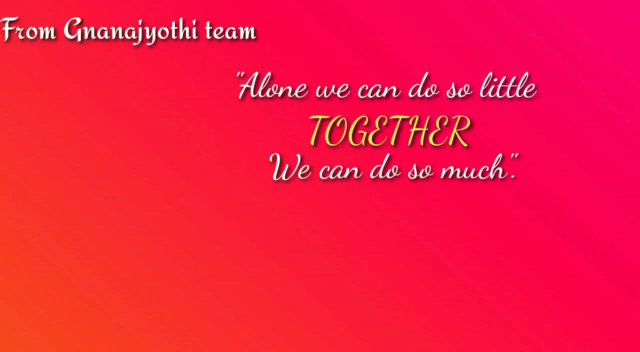 From Gnanajyothi team
"Alone we can do so little
TOGETHER
We can do so much".